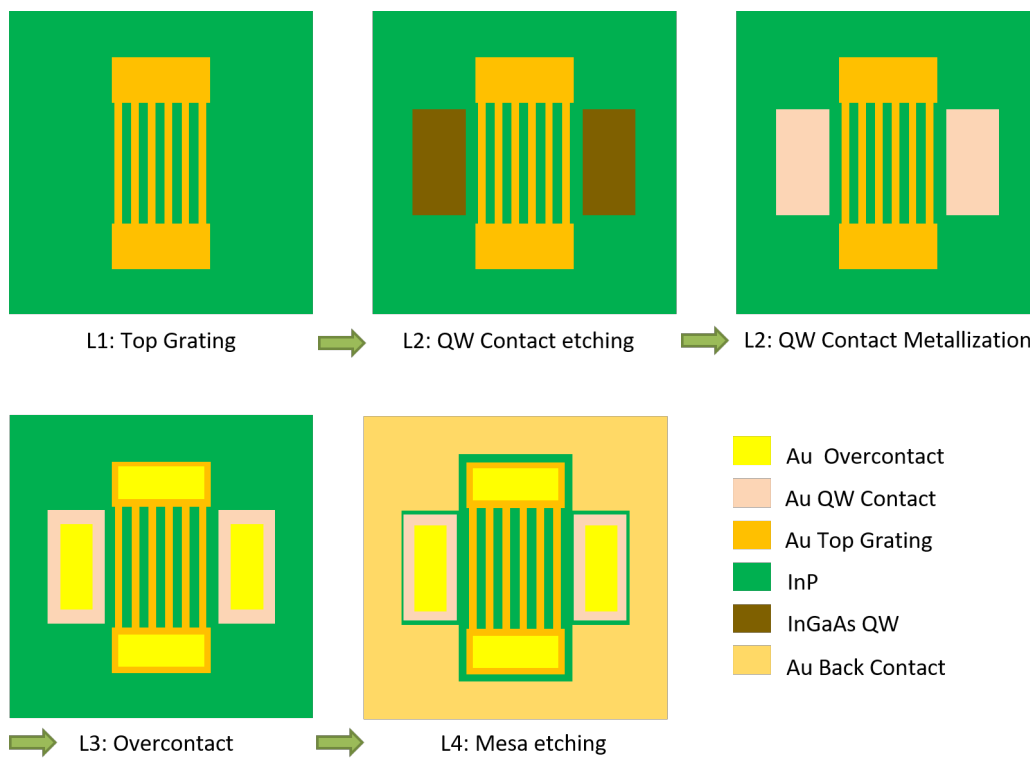 L1: Top Grating
L2: QW Contact etching
L2: QW Contact Metallization
Au Overcontact
Au QW Contact
Au Top Grating
InP
InGaAs QW
Au Back Contact
L3: Overcontact
L4: Mesa etching